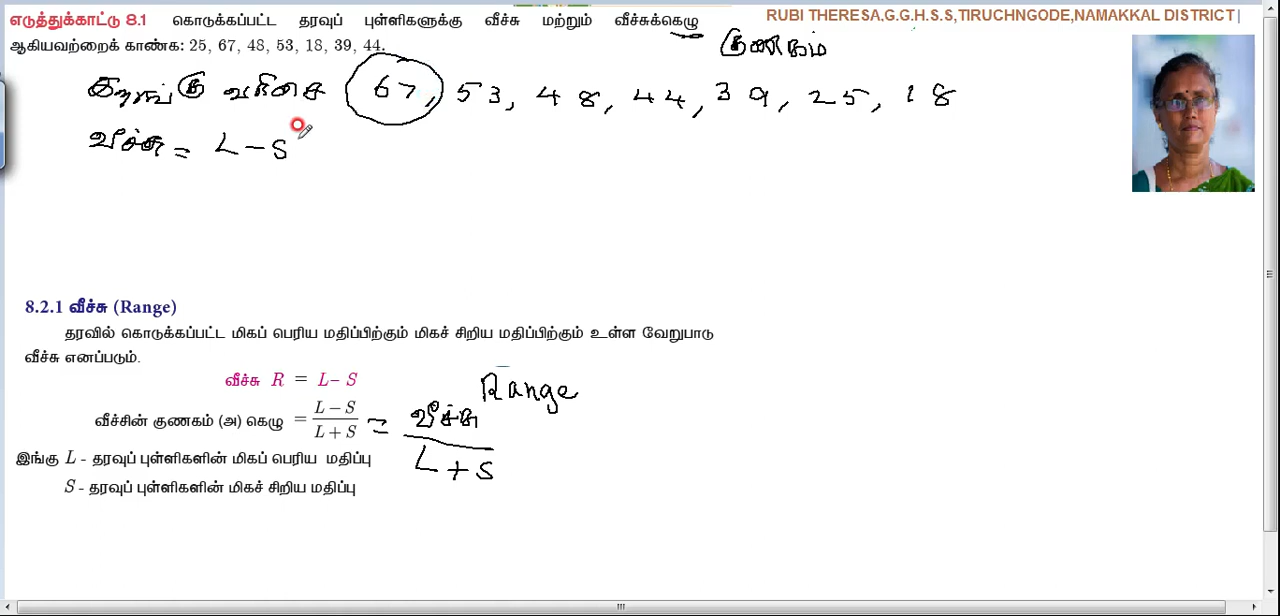 எடுத்துக்காட்டு 8.1 கொடுக்கப்பட்ட தரவுப் புள்ளிகளுக்கு வீச்சு மற்றும் வீச்சுக்கெழு
RUBI THERESA,G.G.H.S.S,TIRUCHNGODE,NAMAKKAL DISTRICT
ஆகியவற்றைக் காண்க: 25, 67, 48, 53, 18, 39, 44.
குணகம்
இறங்கு வரிசை 67, 53, 48, 44, 39, 25, 18
வீச்சு = L - S
8.2.1 வீச்சு (Range)
தரவில் கொடுக்கப்பட்ட மிகப் பெரிய மதிப்பிற்கும் மிகச் சிறிய மதிப்பிற்கும் உள்ள வேறுபாடு
வீச்சு எனப்படும்.
வீச்சு R = L– S
Range
வீச்சின் குணகம் (அ) கெழு = L − S / L + S = வீச்சு / L + S
இங்கு L - தரவுப் புள்ளிகளின் மிகப் பெரிய மதிப்பு
S - தரவுப் புள்ளிகளின் மிகச் சிறிய மதிப்பு